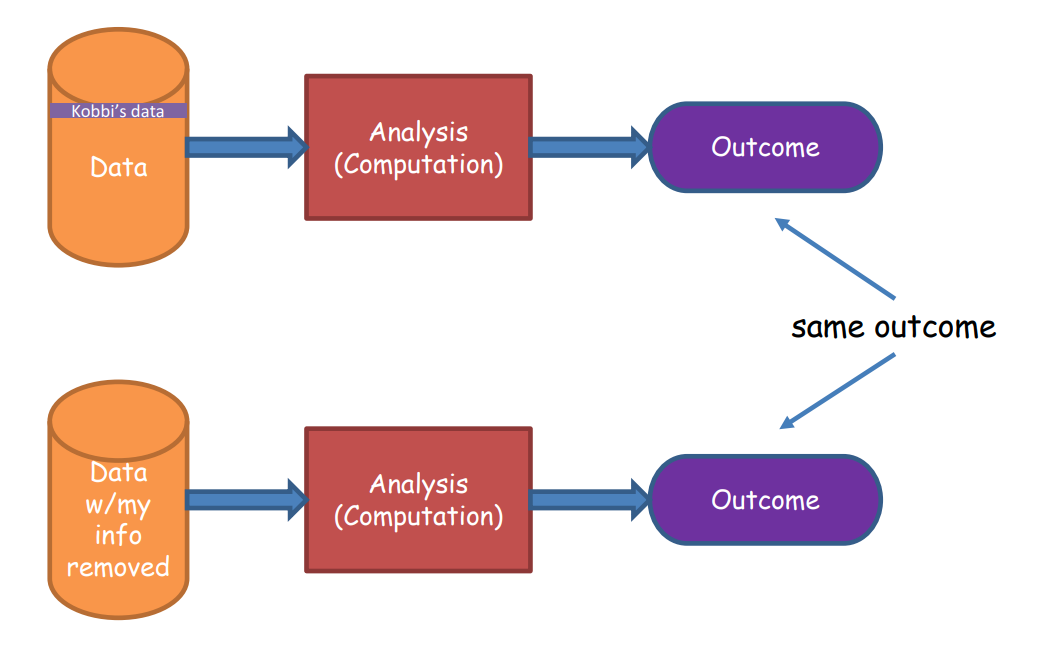 Kobbi's data
Data
Analysis
(Computation)
Outcome
same outcome
Data
w/my
info
removed
Analysis
(Computation)
Outcome